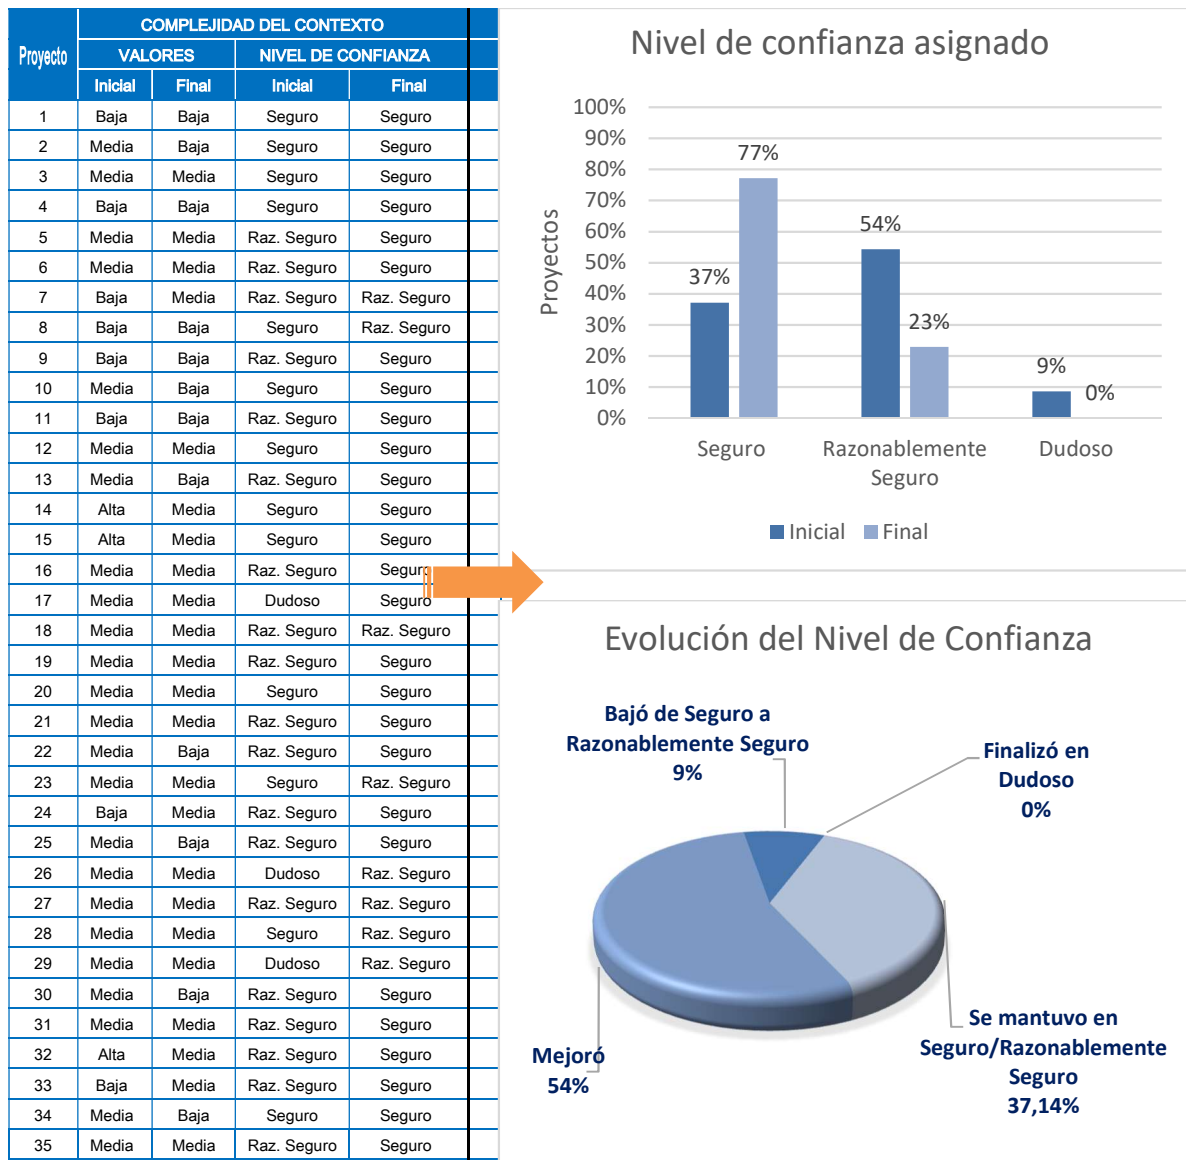 COMPLEJIDAD DEL CONTEXTO
Proyecto VALORES NIVEL DE CONFIANZA
Inicial Final Inicial Final
1 Baja Baja Seguro Seguro
2 Media Baja Seguro Seguro
3 Media Media Seguro Seguro
4 Baja Baja Seguro Seguro
5 Media Media Raz. Seguro Seguro
6 Media Media Raz. Seguro Seguro
7 Baja Media Raz. Seguro Raz. Seguro
8 Baja Baja Seguro Raz. Seguro
9 Baja Baja Raz. Seguro Seguro
10 Media Baja Seguro Seguro
11 Baja Baja Raz. Seguro Seguro
12 Media Media Seguro Seguro
13 Media Baja Raz. Seguro Seguro
14 Alta Media Seguro Seguro
15 Alta Media Seguro Seguro
16 Media Media Raz. Seguro Seguro
17 Media Media Dudoso Seguro
18 Media Media Raz. Seguro Raz. Seguro
19 Media Media Raz. Seguro Seguro
20 Media Media Seguro Seguro
21 Media Media Raz. Seguro Seguro
22 Media Baja Raz. Seguro Seguro
23 Media Media Seguro Raz. Seguro
24 Baja Media Raz. Seguro Seguro
25 Media Baja Raz. Seguro Seguro
26 Media Media Dudoso Raz. Seguro
27 Media Media Raz. Seguro Raz. Seguro
28 Media Media Seguro Raz. Seguro
29 Media Media Dudoso Raz. Seguro
30 Media Baja Raz. Seguro Seguro
31 Media Media Raz. Seguro Seguro
32 Alta Media Raz. Seguro Seguro
33 Baja Media Raz. Seguro Seguro
34 Media Baja Seguro Seguro
35 Media Media Raz. Seguro Seguro
Nivel de confianza asignado
Proyectos
100%
90%
80%
70%
60%
50%
40%
30%
20%
10%
0%
37% 77%
54% 23%
9% 0%
Seguro Razonablemente Dudoso
Seguro
Inicial Final
Evolución del Nivel de Confianza
Bajó de Seguro a
Razonablemente Seguro
9%
Finalizó en
Dudoso
0%
Se mantuvo en
Seguro/Razonablemente
Seguro
37,14%
Mejoró
54%